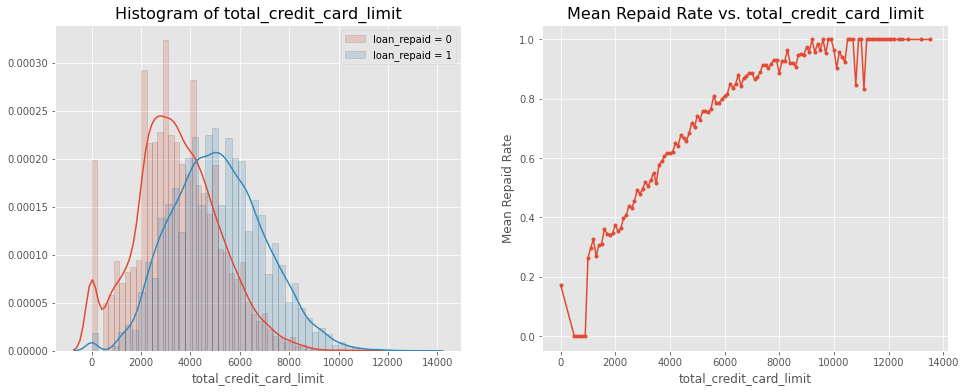 Histogram of total_credit_card_limit
loan_repaid = 0
loan_repaid = 1
0.00030
0.00025
0.00020
0.00015
0.00010
0.00005
0.00000
0 2000 4000 6000 8000 10000 12000 14000
total_credit_card_limit
Mean Repaid Rate vs. total_credit_card_limit
Mean Repaid Rate
1.0
0.8
0.6
0.4
0.2
0.0
0 2000 4000 6000 8000 10000 12000 14000
total_credit_card_limit